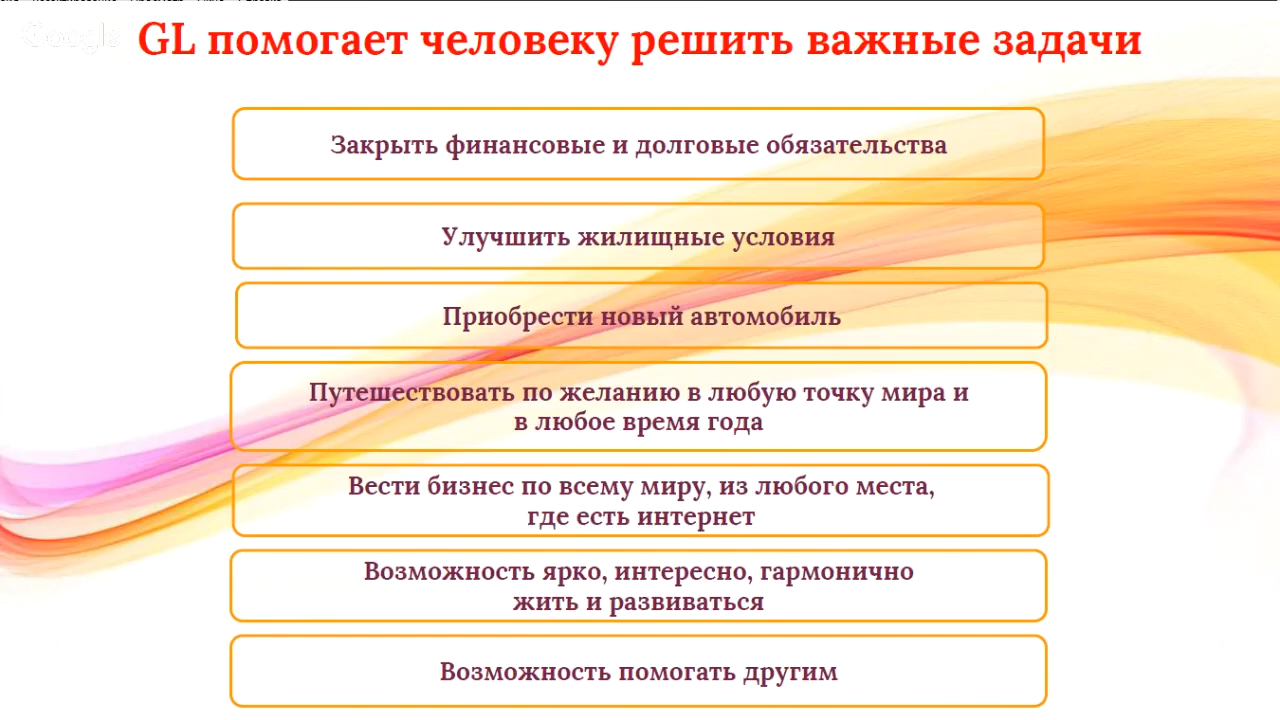 Google
GL помогает человеку решить важные задачи
Закрыть финансовые и долговые обязательства
Улучшить жилищные условия
Приобрести новый автомобиль
Путешествовать по желанию в любую точку мира и
в любое время года
Вести бизнес по всему миру, из любого места,
где есть интернет
Возможность ярко, интересно, гармонично
жить и развиваться
Возможность помогать другим